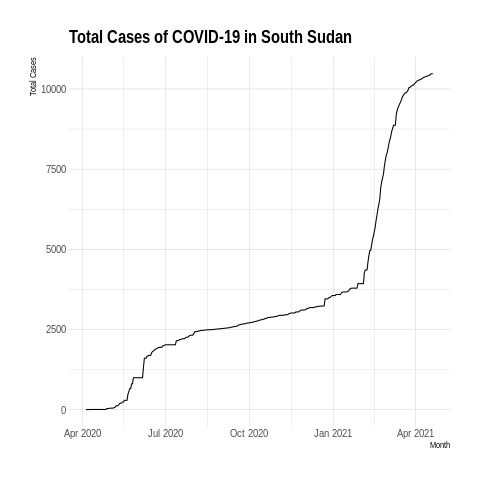 Total Cases of COVID-19 in South Sudan
Total Cases
10000
7500
5000
2500
0
Apr 2020 Jul 2020 Oct 2020 Jan 2021 Apr 2021
Month